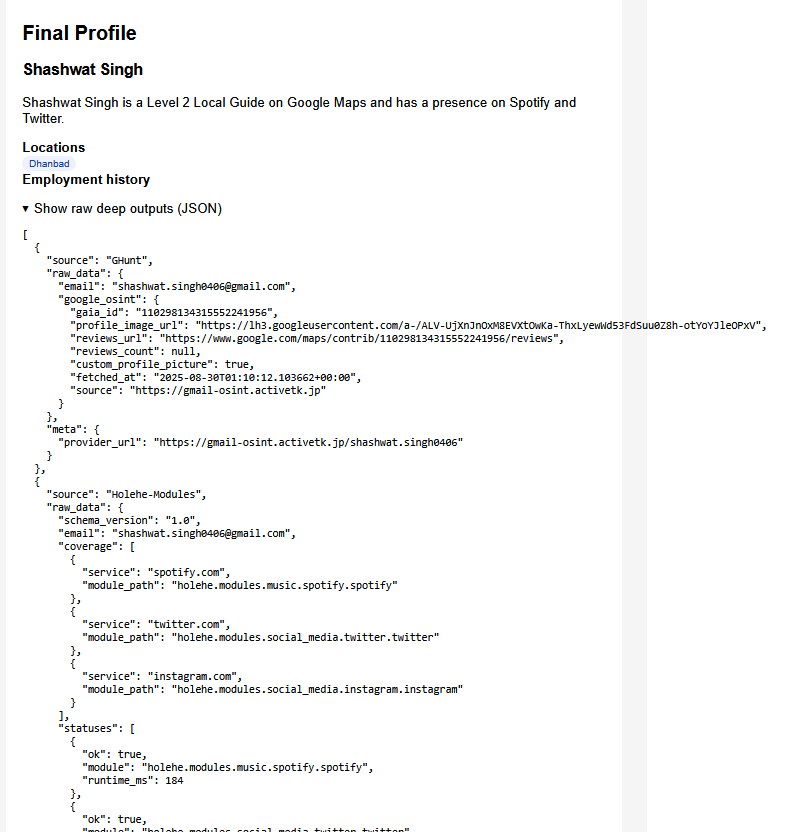 Final Profile
Shashwat Singh
Shashwat Singh is a Level 2 Local Guide on Google Maps and has a presence on Spotify and
Twitter.
Locations
Dhanbad
Employment history
▾ Show raw deep outputs (JSON)
[
  {
    "source": "GHunt",
    "raw_data": {
      "email": "shashwat.singh0406@gmail.com",
      "google_osint": {
        "gaia_id": "110298134315552241956",
        "profile_image_url": "https://lh3.googleusercontent.com/a-/ALV-UjXnJnOxM8EVXtOwKa-ThxLyewWd53FdSuu0Z8h-otYoYJleOPxV",
        "reviews_url": "https://www.google.com/maps/contrib/110298134315552241956/reviews",
        "reviews_count": null,
        "custom_profile_picture": true,
        "fetched_at": "2025-08-30T01:10:12.103662+00:00",
        "source": "https://gmail-osint.activetk.jp"
      }
    },
    "meta": {
      "provider_url": "https://gmail-osint.activetk.jp/shashwat.singh0406"
    }
  },
  {
    "source": "Holehe-Modules",
    "raw_data": {
      "schema_version": "1.0",
      "email": "shashwat.singh0406@gmail.com",
      "coverage": [
        {
          "service": "spotify.com",
          "module_path": "holehe.modules.music.spotify.spotify"
        },
        {
          "service": "twitter.com",
          "module_path": "holehe.modules.social_media.twitter.twitter"
        },
        {
          "service": "instagram.com",
          "module_path": "holehe.modules.social_media.instagram.instagram"
        }
      ],
      "statuses": [
        {
          "ok": true,
          "module": "holehe.modules.music.spotify.spotify",
          "runtime_ms": 184
        },
        {
          "ok": true,
          "module": "holehe.modules.social_media.twitter.twitter"